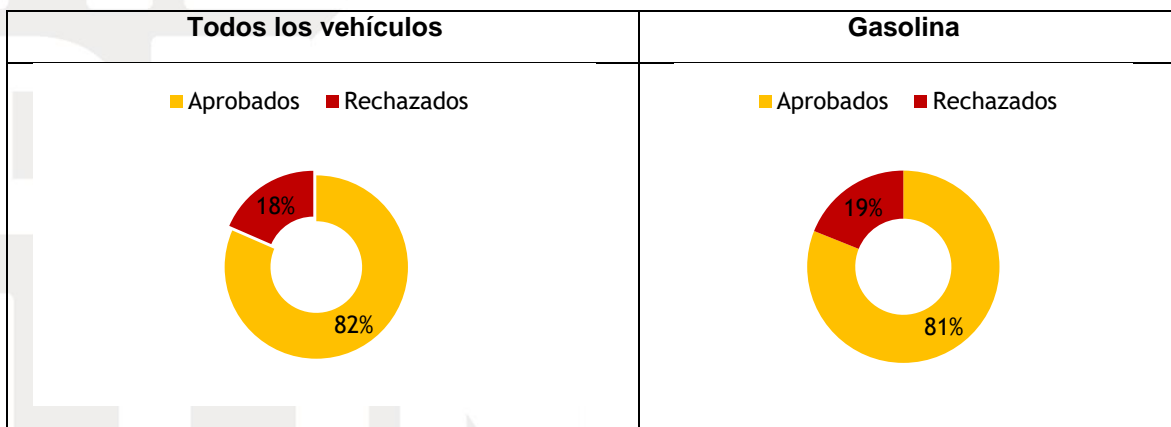 Todos los vehículos
Gasolina
Aprobados Rechazados
18%
82%
Aprobados Rechazados
19%
81%